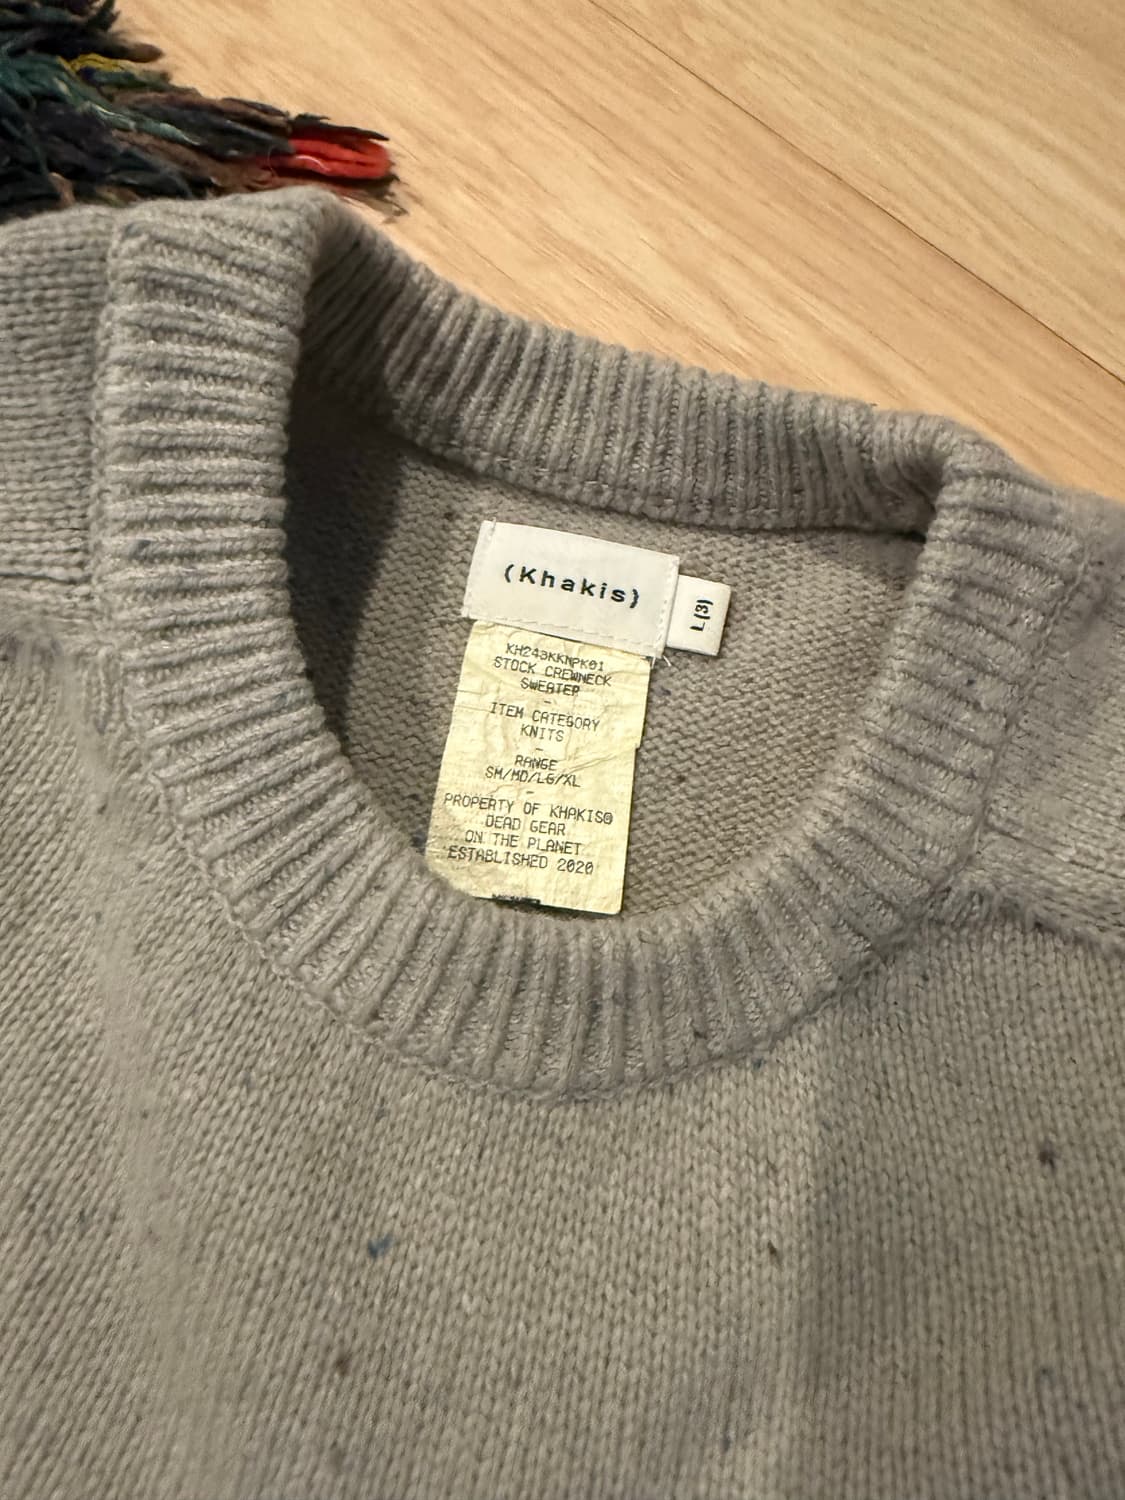 (Khakis)
L(3)
KH243KKNPK01
STOCK CREWNECK
SWEATER
-
ITEM CATEGORY
KNITS
-
RANGE
SM/MD/LG/XL
-
PROPERTY OF KHAKIS®
DEAD GEAR
ON THE PLANET
ESTABLISHED 2020